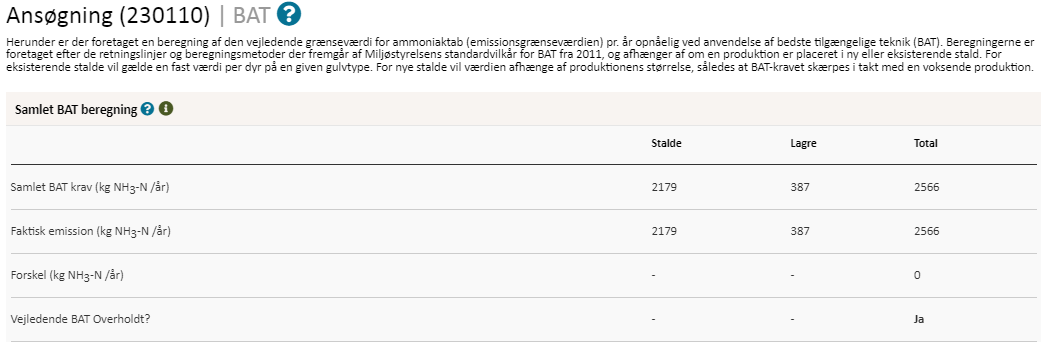 Ansøgning (230110) | BAT ?
Herunder er der foretaget en beregning af den vejledende grænseværdi for ammoniaktab (emissionsgrænseværdien) pr. år opnåelig ved anvendelse af bedste tilgængelige teknik (BAT). Beregningerne er
foretaget efter de retningslinjer og beregningsmetoder der fremgår af Miljøstyrelsens standardvilkår for BAT fra 2011, og afhænger af om en produktion er placeret i ny eller eksisterende stald. For
eksisterende stalde vil gælde en fast værdi per dyr på en given gulvtype. For nye stalde vil værdien afhænge af produktionens størrelse, således at BAT-kravet skærpes i takt med en voksende produktion.
Samlet BAT beregning ? i
Stalde Lagre Total
Samlet BAT krav (kg NH3-N /år) 2179 387 2566
Faktisk emission (kg NH3-N /år) 2179 387 2566
Forskel (kg NH3-N /år) - - 0
Vejledende BAT Overholdt? - - Ja